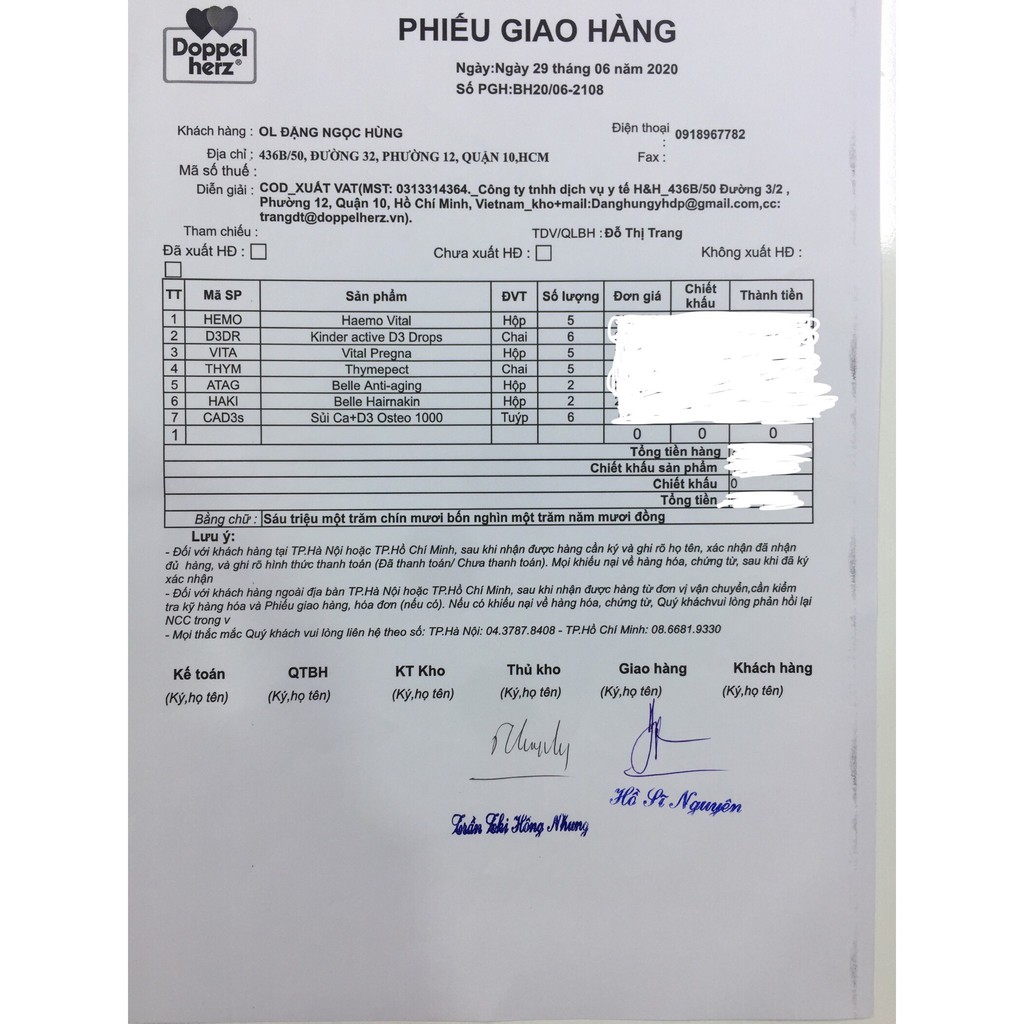 Doppel
herz®
PHIẾU GIAO HÀNG
Ngày:Ngày 29 tháng 06 năm 2020
Số PGH:BH20/06-2108
Khách hàng : OL ĐẶNG NGỌC HÙNG
Điện thoại : 0918967782
Địa chỉ : 436B/50, ĐƯỜNG 32, PHƯỜNG 12, QUẬN 10,HCM
Fax :
Mã số thuế :
Diễn giải : COD_XUẤT VAT(MST: 0313314364._Công ty tnhh dịch vụ y tế H&H_436B/50 Đường 3/2 ,
Phường 12, Quận 10, Hồ Chí Minh, Vietnam_kho+mail:Danghungyhdp@gmail.com,cc:
trangdt@doppelherz.vn).
Tham chiếu :
TDV/QLBH : Đỗ Thị Trang
Đã xuất HĐ : Chưa xuất HĐ : Không xuất HĐ :
TT Mã SP Sản phẩm ĐVT Số lượng Đơn giá Chiết khấu Thành tiền
1 HEMO Haemo Vital Hộp 5
2 D3DR Kinder active D3 Drops Chai 6
3 VITA Vital Pregna Hộp 5
4 THYM Thymepect Chai 5
5 ATAG Belle Anti-aging Hộp 2
6 HAKI Belle Hairnakin Hộp 2
7 CAD3s Sủi Ca+D3 Osteo 1000 Tuýp 6
1 0 0 0
Tổng tiền hàng
Chiết khấu sản phẩm
Chiết khấu 0
Tổng tiền
Bằng chữ : Sáu triệu một trăm chín mươi bốn nghìn một trăm năm mươi đồng
Lưu ý:
- Đối với khách hàng tại TP.Hà Nội hoặc TP.Hồ Chí Minh, sau khi nhận được hàng cần ký và ghi rõ họ tên, xác nhận đã nhận
đủ hàng, và ghi rõ hình thức thanh toán (Đã thanh toán/ Chưa thanh toán). Mọi khiếu nại về hàng hóa, chứng từ, sau khi đã ký
xác nhận
- Đối với khách hàng ngoài địa bàn TP.Hà Nội hoặc TP.Hồ Chí Minh, sau khi nhận được hàng từ đơn vị vận chuyển,cần kiểm
tra kỹ hàng hóa và Phiếu giao hàng, hóa đơn (nếu có). Nếu có khiếu nại về hàng hóa, chứng từ, Quý kháchvui lòng phản hồi lại
NCC trong v
- Mọi thắc mắc Quý khách vui lòng liên hệ theo số: TP.Hà Nội: 04.3787.8408 - TP.Hồ Chí Minh: 08.6681.9330
Kế toán QTBH KT Kho Thủ kho Giao hàng Khách hàng
(Ký,họ tên) (Ký,họ tên) (Ký,họ tên) (Ký,họ tên) (Ký,họ tên) (Ký,họ tên)
Hồ Sĩ Nguyên
Trần Thị Hồng Nhung